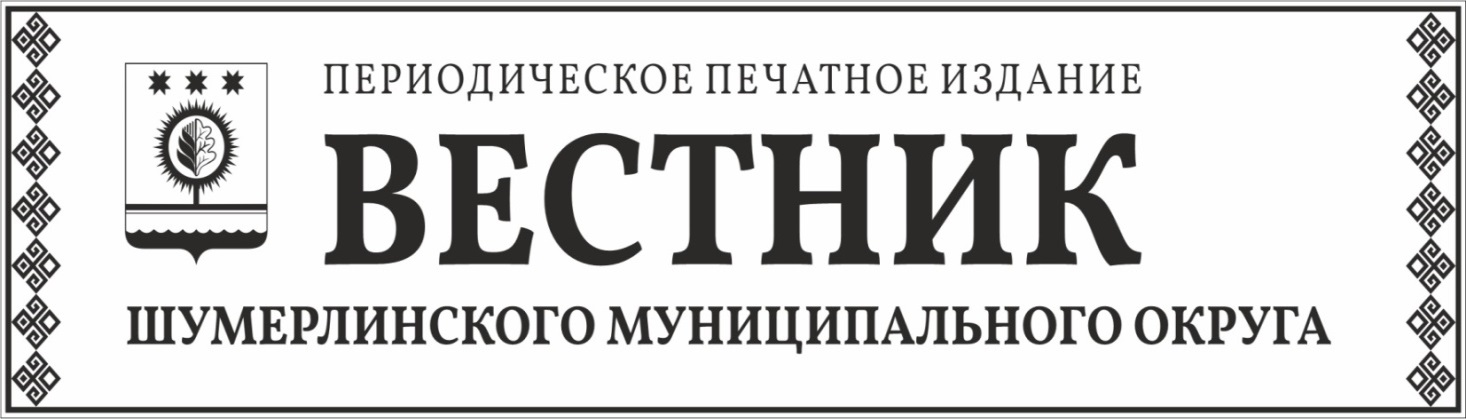 ПЕРИОДИЧЕСКОЕ ПЕЧАТНОЕ ИЗДАНИЕ
ВЕСТНИК
ШУМЕРЛИНСКОГО МУНИЦИПАЛЬНОГО ОКРУГА